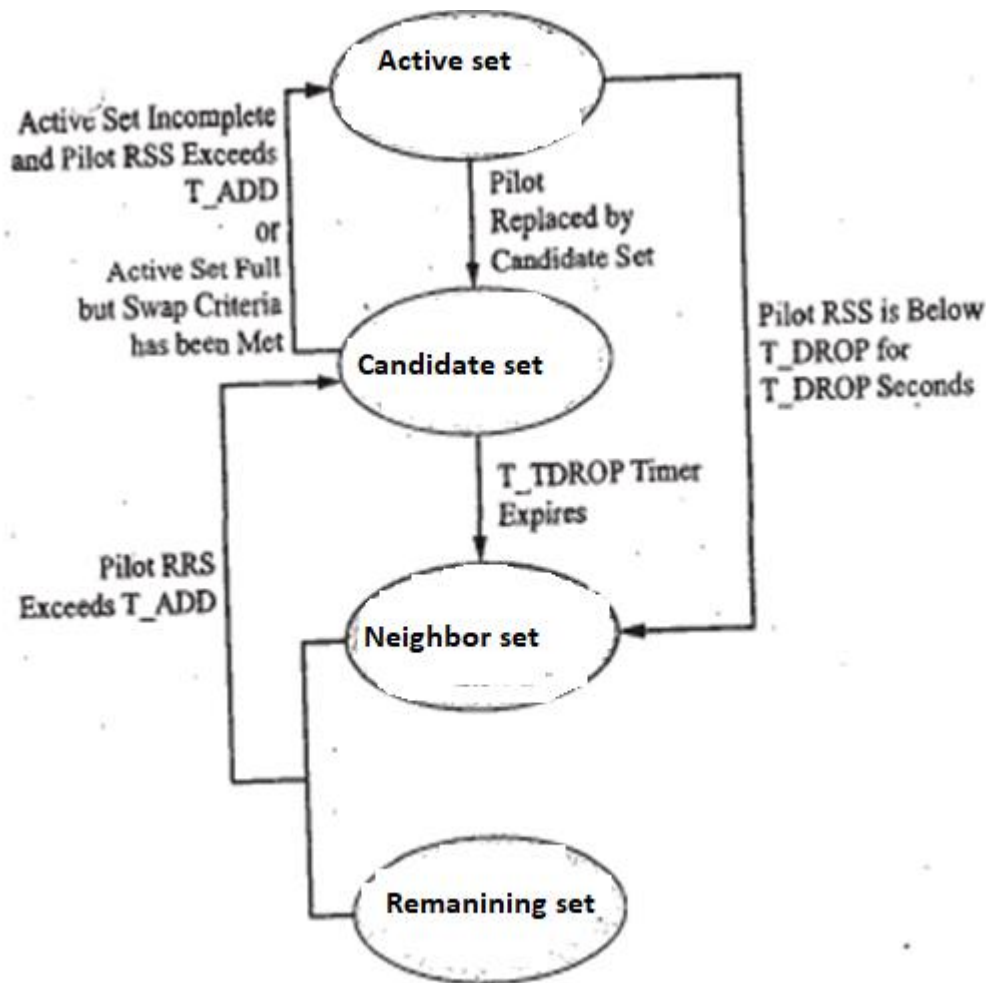 Active set
Active Set Incomplete
and Pilot RSS Exceeds
T_ADD
or
Active Set Full
but Swap Criteria
has been Met
Pilot
Replaced by
Candidate Set
Pilot RSS is Below
T_DROP for
T_DROP Seconds
Candidate set
T_TDROP Timer
Expires
Pilot RRS
Exceeds T_ADD
Neighbor set
Remanining set